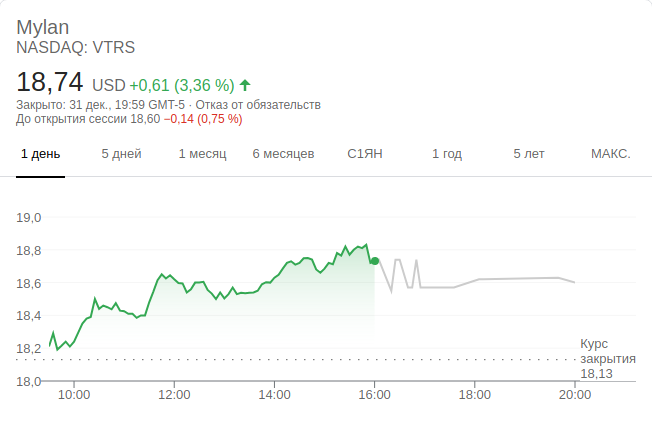 Mylan
NASDAQ: VTRS
18,74 USD +0,61 (3,36 %)
Закрыто: 31 дек., 19:59 GMT-5 · Отказ от обязательств
До открытия сессии 18,60 −0,14 (0,75 %)
1 день 5 дней 1 месяц 6 месяцев С1ЯН 1 год 5 лет МАКС.
19,0
18,8
18,6
18,4
18,2
18,0
Курс
закрытия
18,13
10:00 12:00 14:00 16:00 18:00 20:00